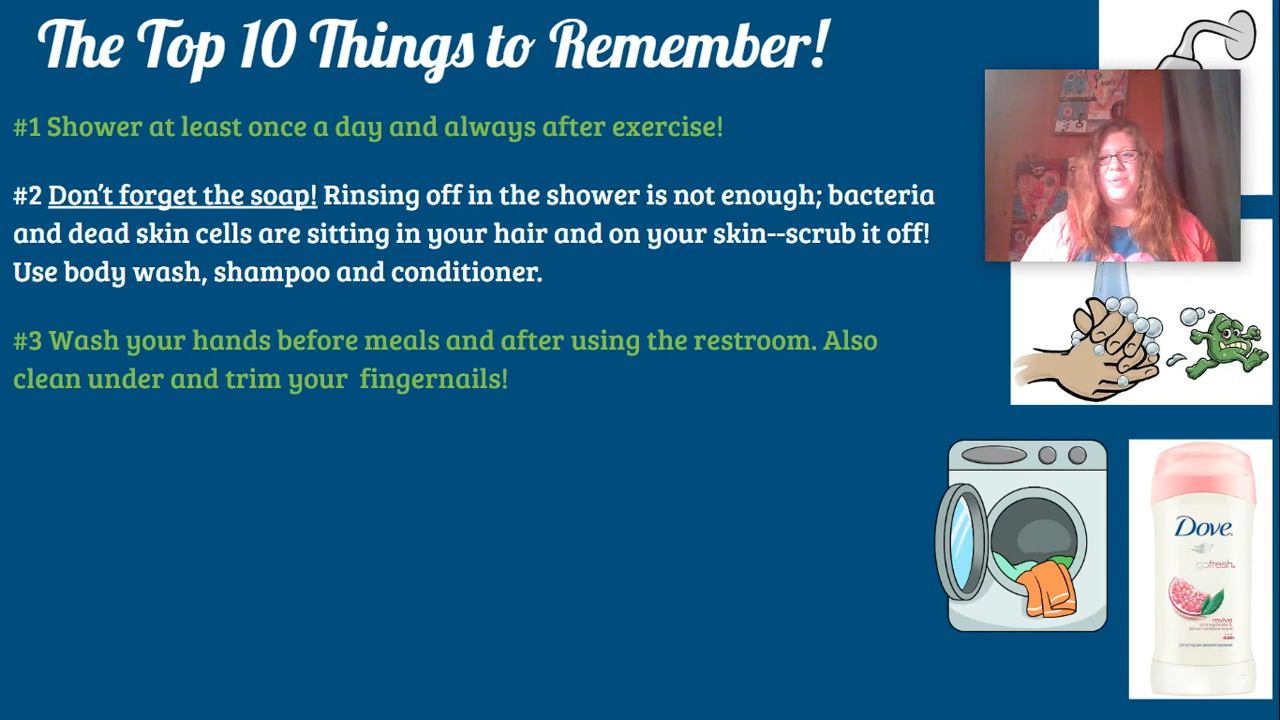 The Top 10 Things to Remember!
#1 Shower at least once a day and always after exercise!
#2 Don't forget the soap! Rinsing off in the shower is not enough; bacteria
and dead skin cells are sitting in your hair and on your skin--scrub it off!
Use body wash, shampoo and conditioner.
#3 Wash your hands before meals and after using the restroom. Also
clean under and trim your  fingernails!
Dove
gofresh.
revive
48h